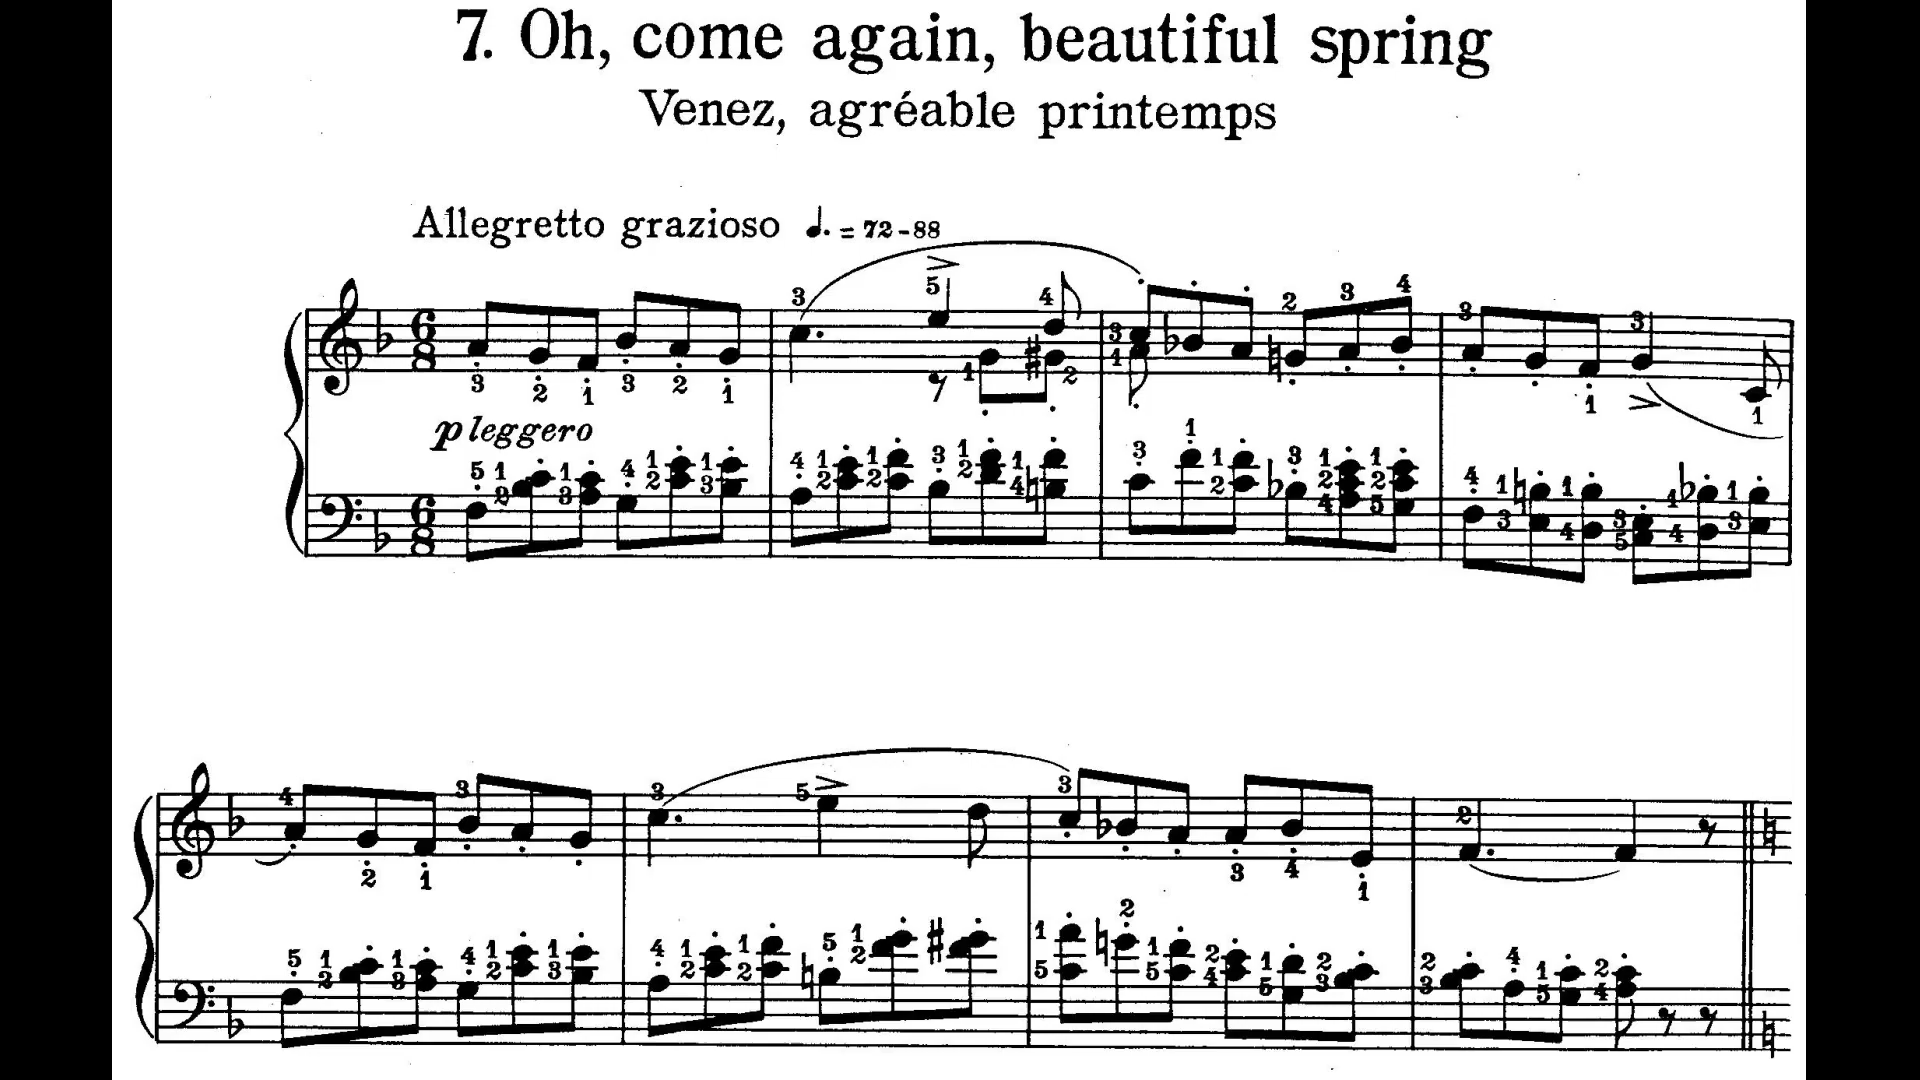 7. Oh, come again, beautiful spring
Venez, agréable printemps
Allegretto grazioso ♩. = 72-88
p leggero